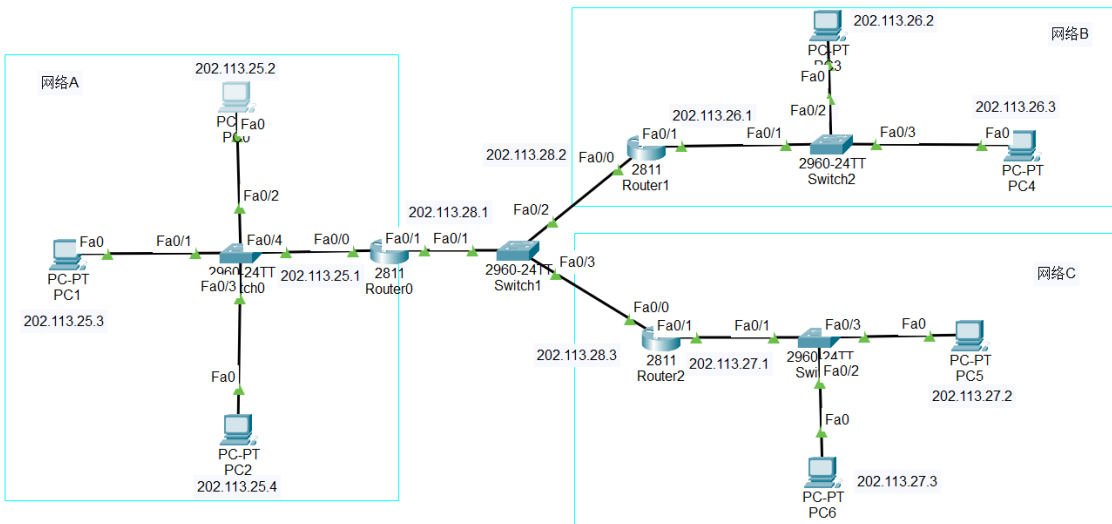 网络A
202.113.25.2
Fa0
Fa0/2
Fa0
Fa0/1
Fa0/4
Fa0/0
Fa0/3
PC-PT
PC1
202.113.25.3
202.113.25.1
Fa0
PC-PT
PC2
202.113.25.4
202.113.28.1
Fa0/1
Fa0/1
2811
Router0
Fa0/2
Fa0/3
2960-24TT
Switch1
网络B
202.113.26.2
PC-PT
Fa0
Fa0/2
202.113.26.1
202.113.26.3
202.113.28.2
Fa0/0
Fa0/1
Fa0/1
Fa0/3
Fa0
2811
Router1
2960-24TT
Switch2
PC-PT
PC4
网络C
Fa0/0
Fa0/1
Fa0/1
Fa0/3
Fa0
202.113.28.3
2811
Router2
202.113.27.1
Fa0/2
PC-PT
PC5
202.113.27.2
Fa0
PC-PT
PC6
202.113.27.3